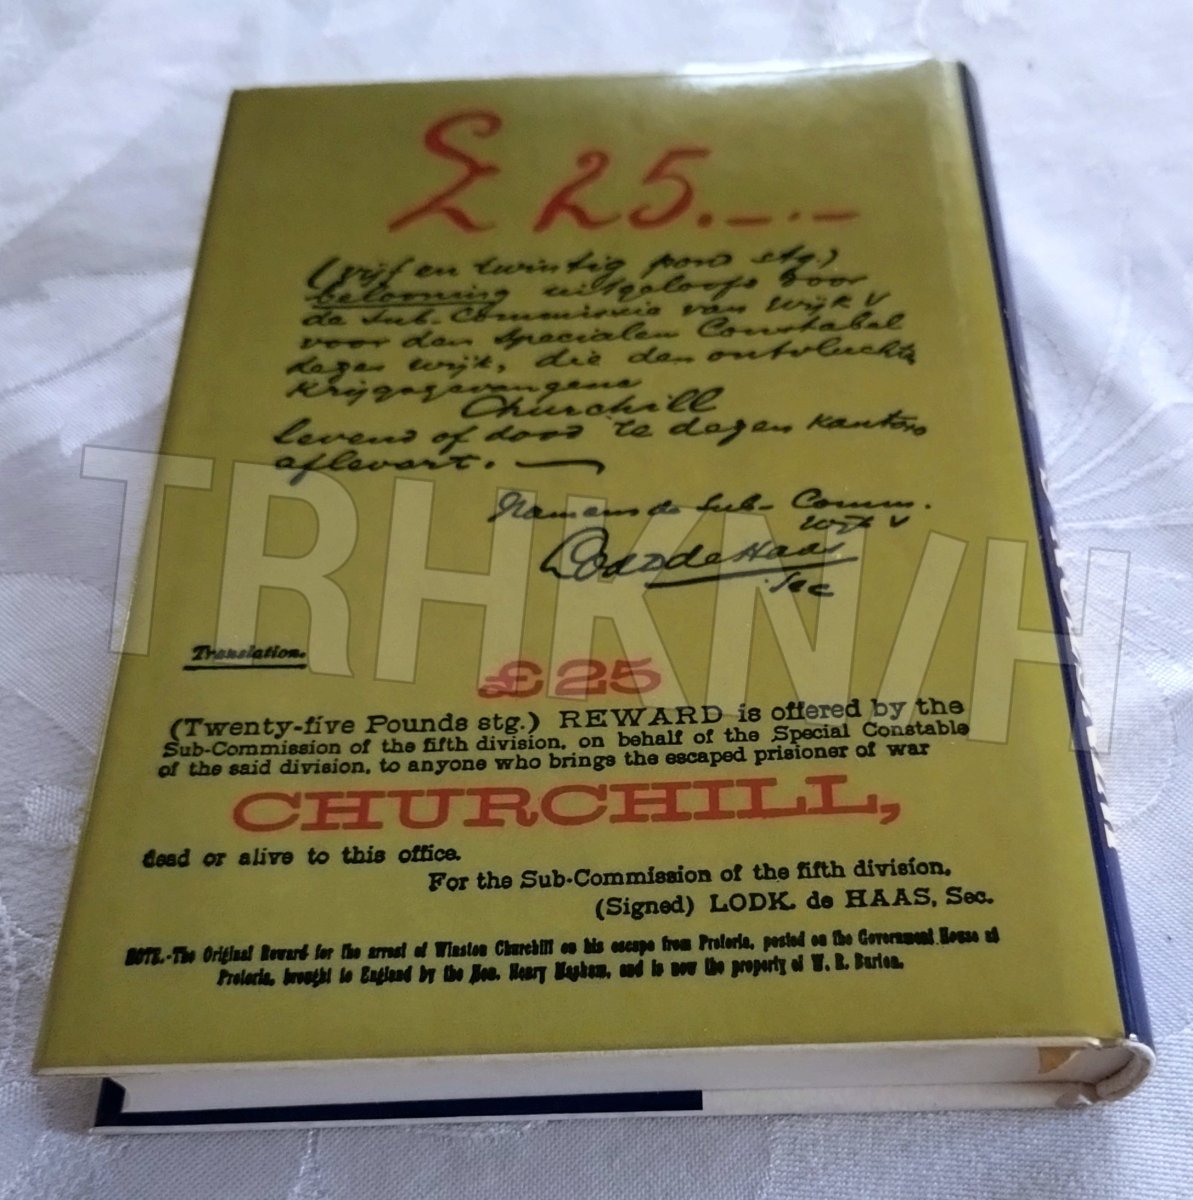 £ 25.-.-
(vijf en twintig pond stg.)
belooning uitgeloofd door
de Sub-Commissie van Wijk V
voor den Specialen Constabel
dezer wijk, die den ontvluchte
Krijgsgevangene
Churchill
levend of dood te dezen kantore
aflevert. —
Namens de Sub-Comm.
Wijk V
Lodk de Haas
Sec
Translation.
£25
(Twenty-five Pounds stg.) REWARD is offered by the
Sub-Commission of the fifth division, on behalf of the Special Constable
of the said division, to anyone who brings the escaped prisoner of war
CHURCHILL,
dead or alive to this office.
For the Sub-Commission of the fifth division,
(Signed) LODK. de HAAS, Sec.
NOTE.-The Original Reward for the arrest of Winston Churchill on his escape from Pretoria, posted on the Government House at
Pretoria, brought to England by the Hon. Henry Masham, and is now the property of W. R. Burton.
TRHKN/H